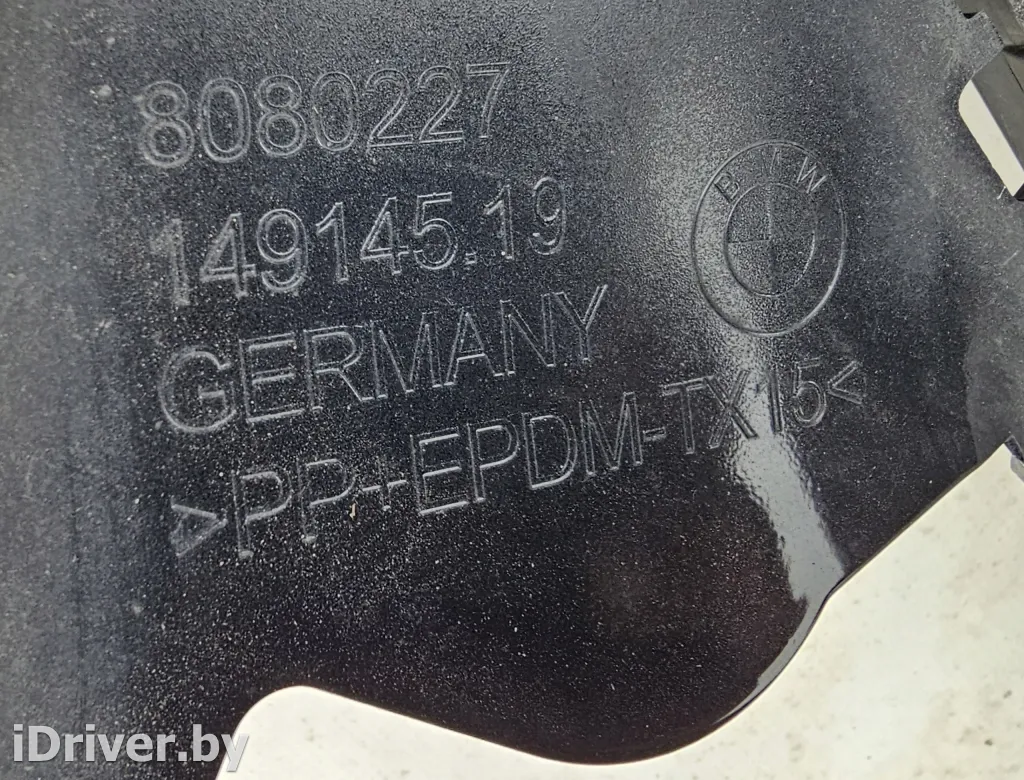 8080227
149145.19
BMW
GERMANY
>PP+EPDM-TX15<
iDriver.by